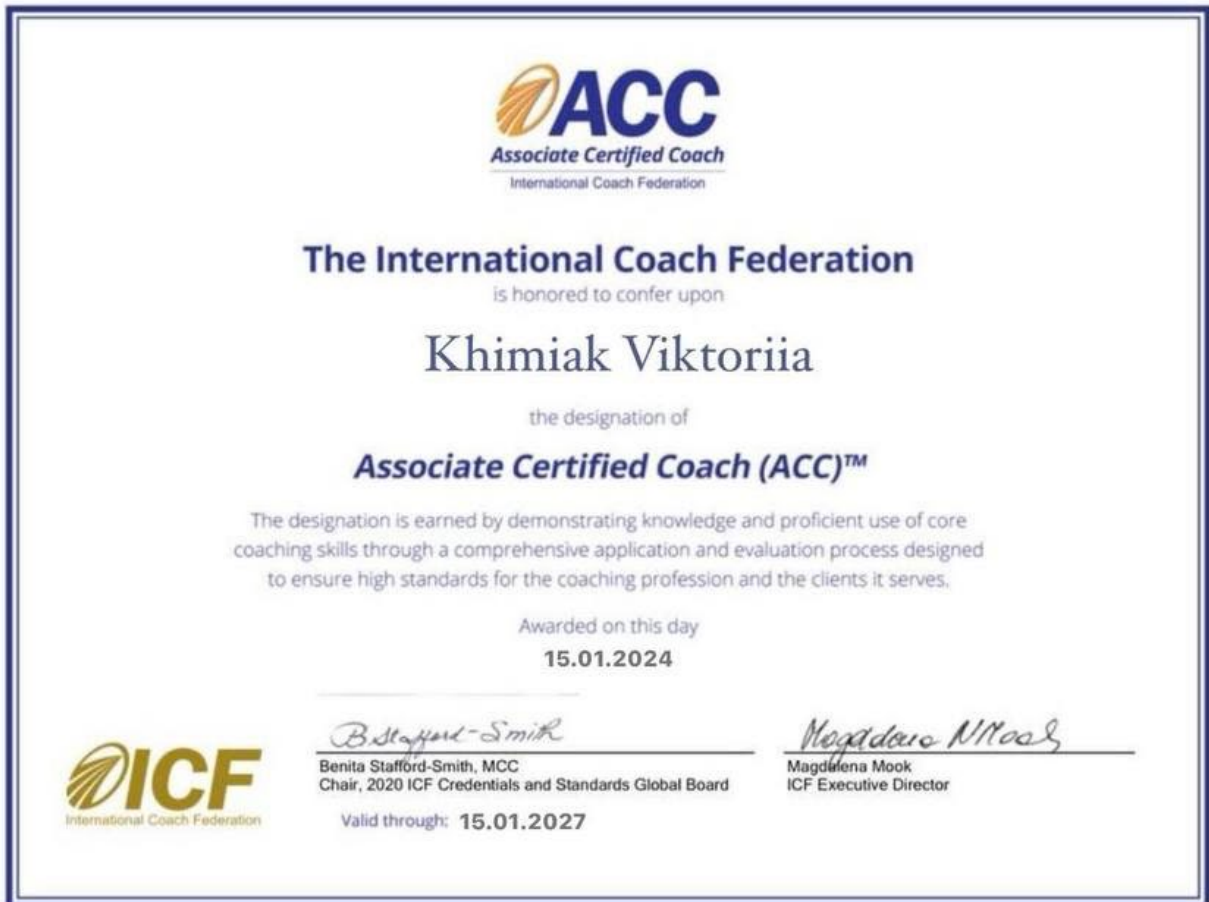 ACC
Associate Certified Coach
International Coach Federation
The International Coach Federation
is honored to confer upon
Khimiak Viktoriia
the designation of
Associate Certified Coach (ACC)™
The designation is earned by demonstrating knowledge and proficient use of core
coaching skills through a comprehensive application and evaluation process designed
to ensure high standards for the coaching profession and the clients it serves.
Awarded on this day
15.01.2024
B Stafford-Smith
Magdalena N Mook
Benita Stafford-Smith, MCC
Chair, 2020 ICF Credentials and Standards Global Board
Magdalena Mook
ICF Executive Director
ICF
International Coach Federation
Valid through: 15.01.2027